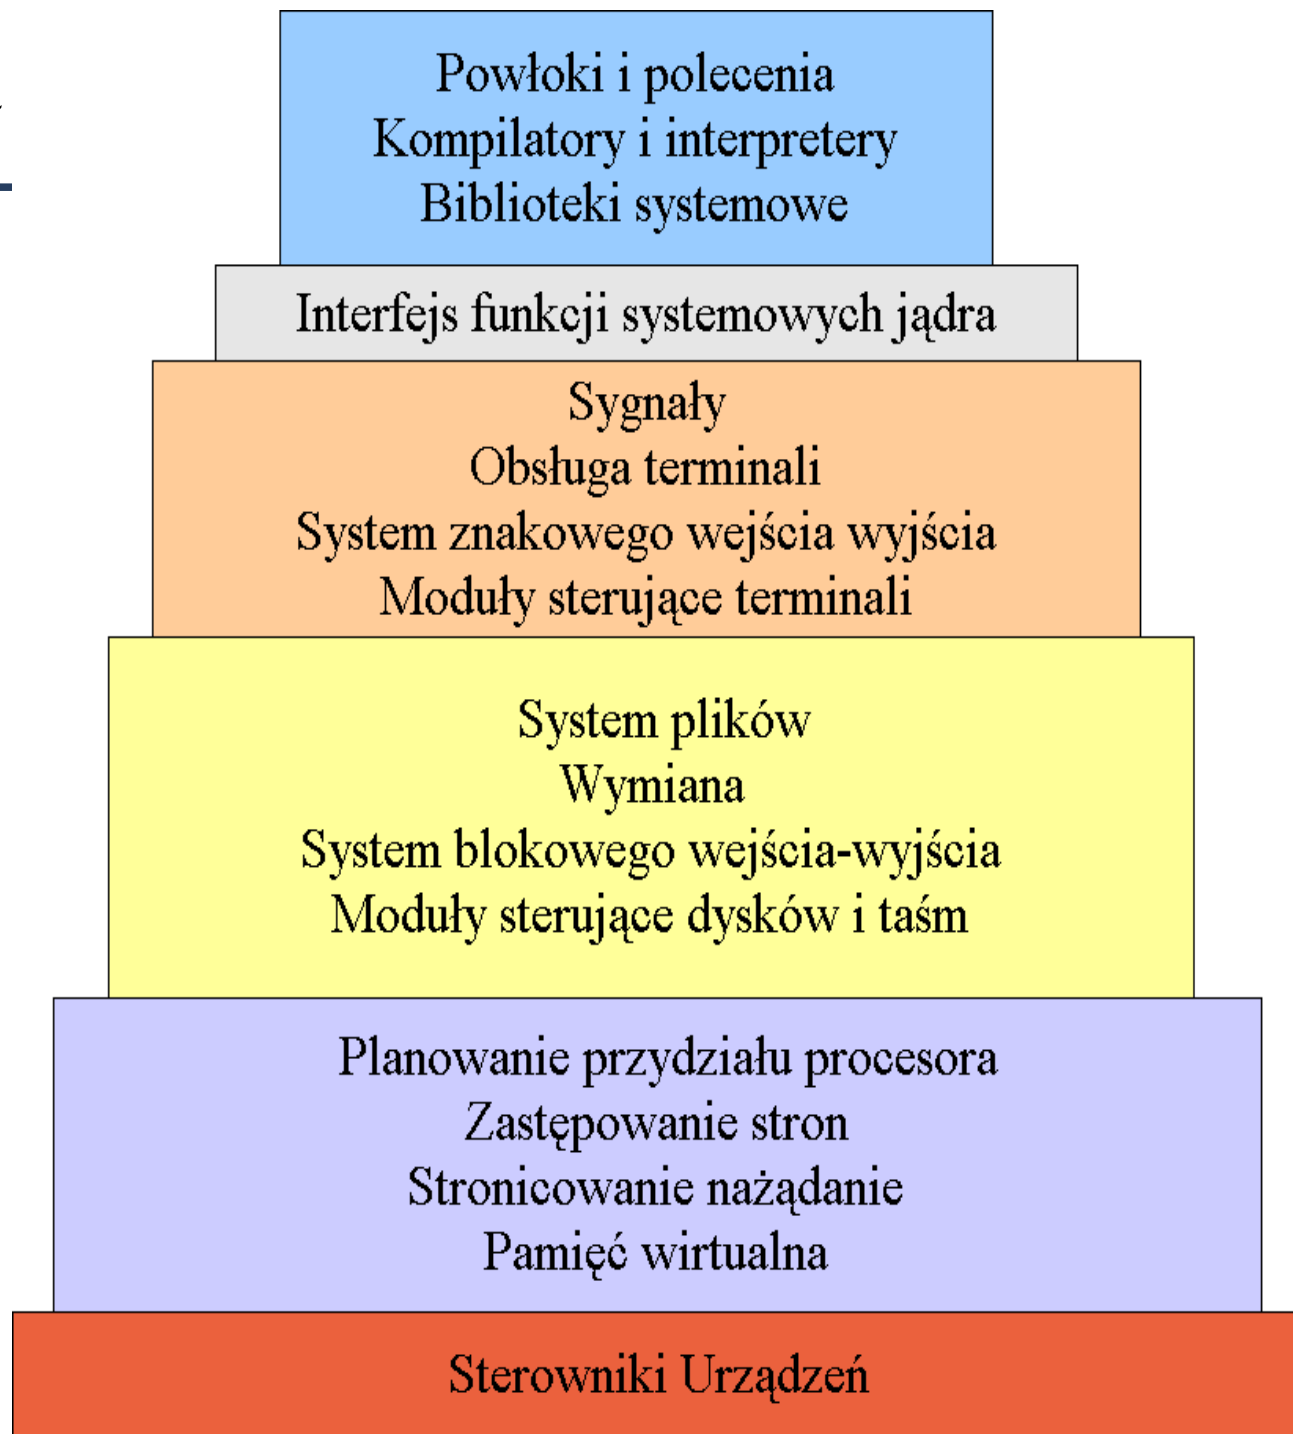 Powłoki i polecenia
Kompilatory i interpretery
Biblioteki systemowe
Interfejs funkcji systemowych jądra
Sygnały
Obsługa terminali
System znakowego wejścia wyjścia
Moduły sterujące terminali
System plików
Wymiana
System blokowego wejścia-wyjścia
Moduły sterujące dysków i taśm
Planowanie przydziału procesora
Zastępowanie stron
Stronicowanie nażądanie
Pamięć wirtualna
Sterowniki Urządzeń